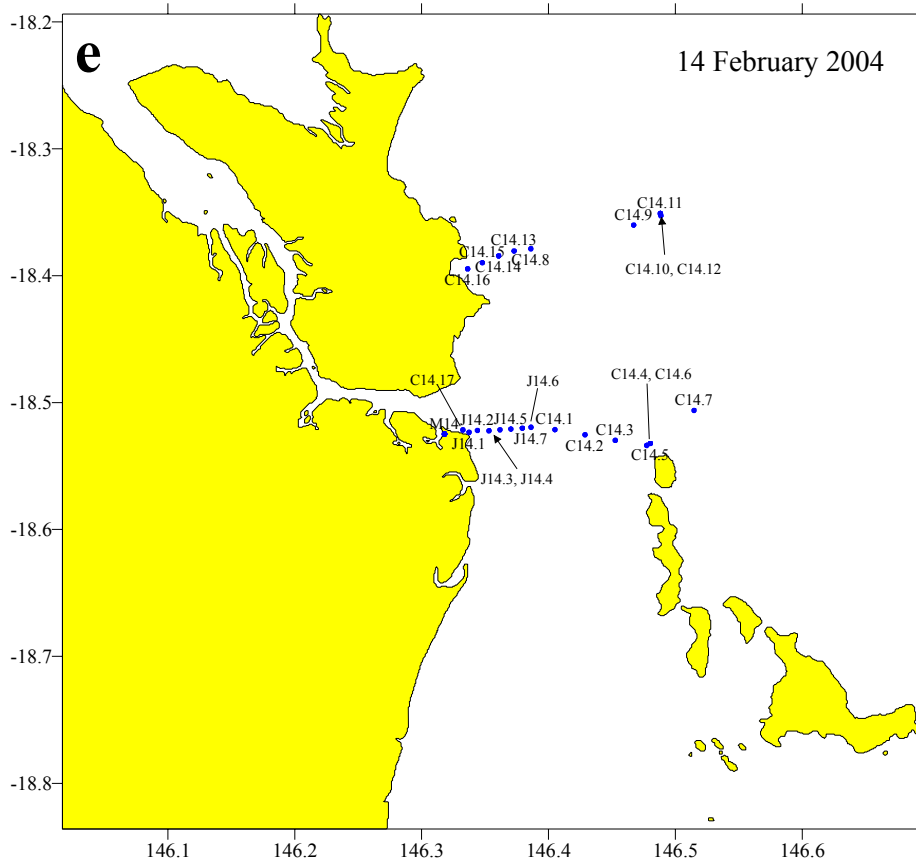 -18.2
e
14 February 2004
-18.3
C14.11
C14.9
C14.13
C14.15
C14.8
C14.14
C14.10, C14.12
-18.4
C14.16
C14.17
J14.6
C14.4, C14.6
C14.7
-18.5
M14
J14.2
J14.5
C14.1
C14.3
J14.1
J14.7
C14.2
C14.5
J14.3, J14.4
-18.6
-18.7
-18.8
146.1 146.2 146.3 146.4 146.5 146.6